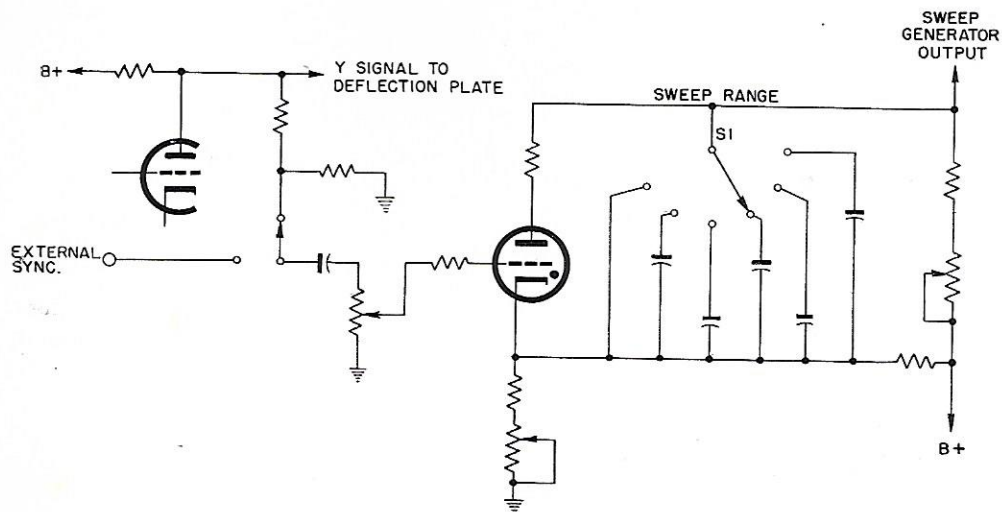 SWEEP
GENERATOR
OUTPUT
B+
Y SIGNAL TO
DEFLECTION PLATE
SWEEP RANGE
S1
EXTERNAL
SYNC.
B+